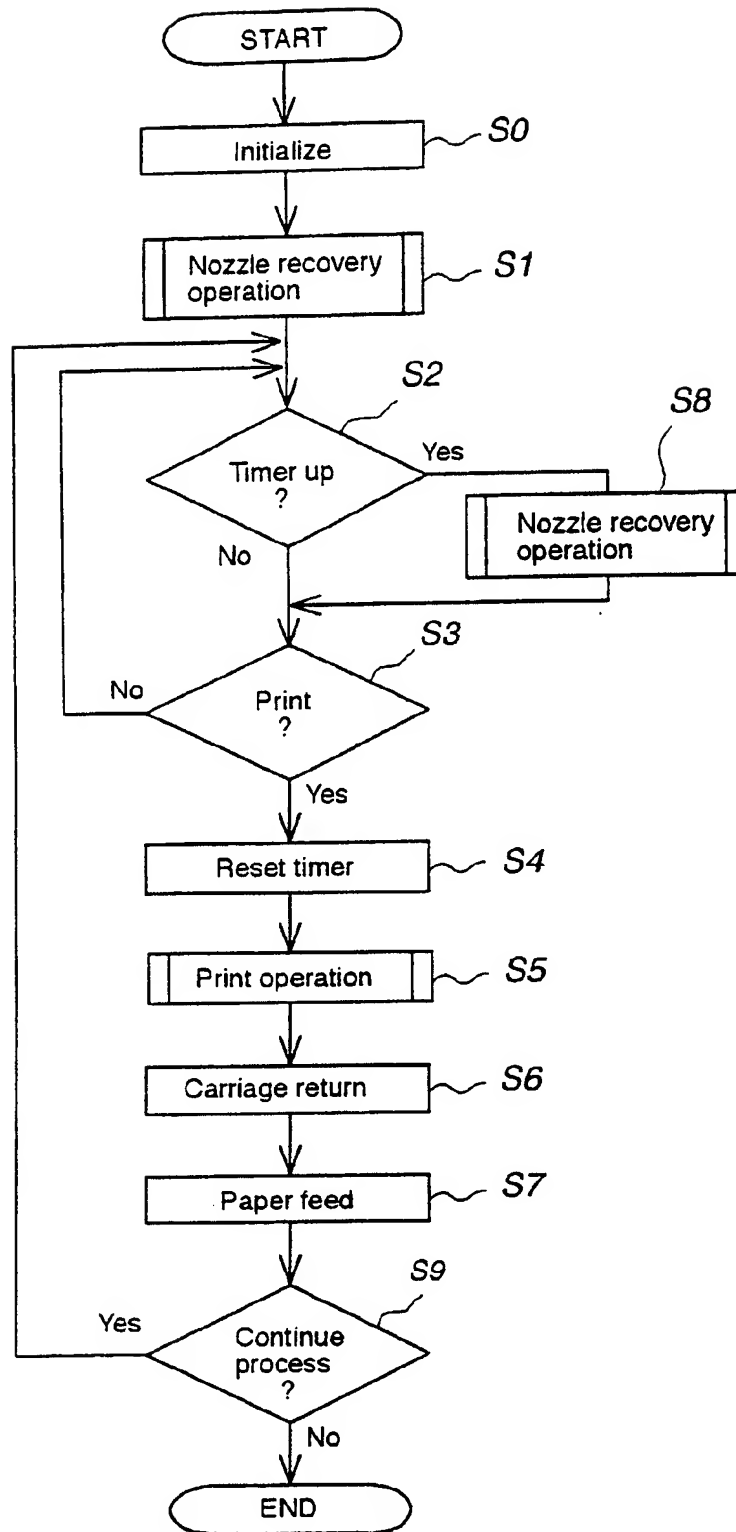 START
Initialize
S0
Nozzle recovery
operation
S1
S2
Timer up
?
Yes
S8
Nozzle recovery
operation
No
S3
Print
?
No
Yes
Reset timer
S4
Print operation
S5
Carriage return
S6
Paper feed
S7
S9
Yes
Continue
process
?
No
END